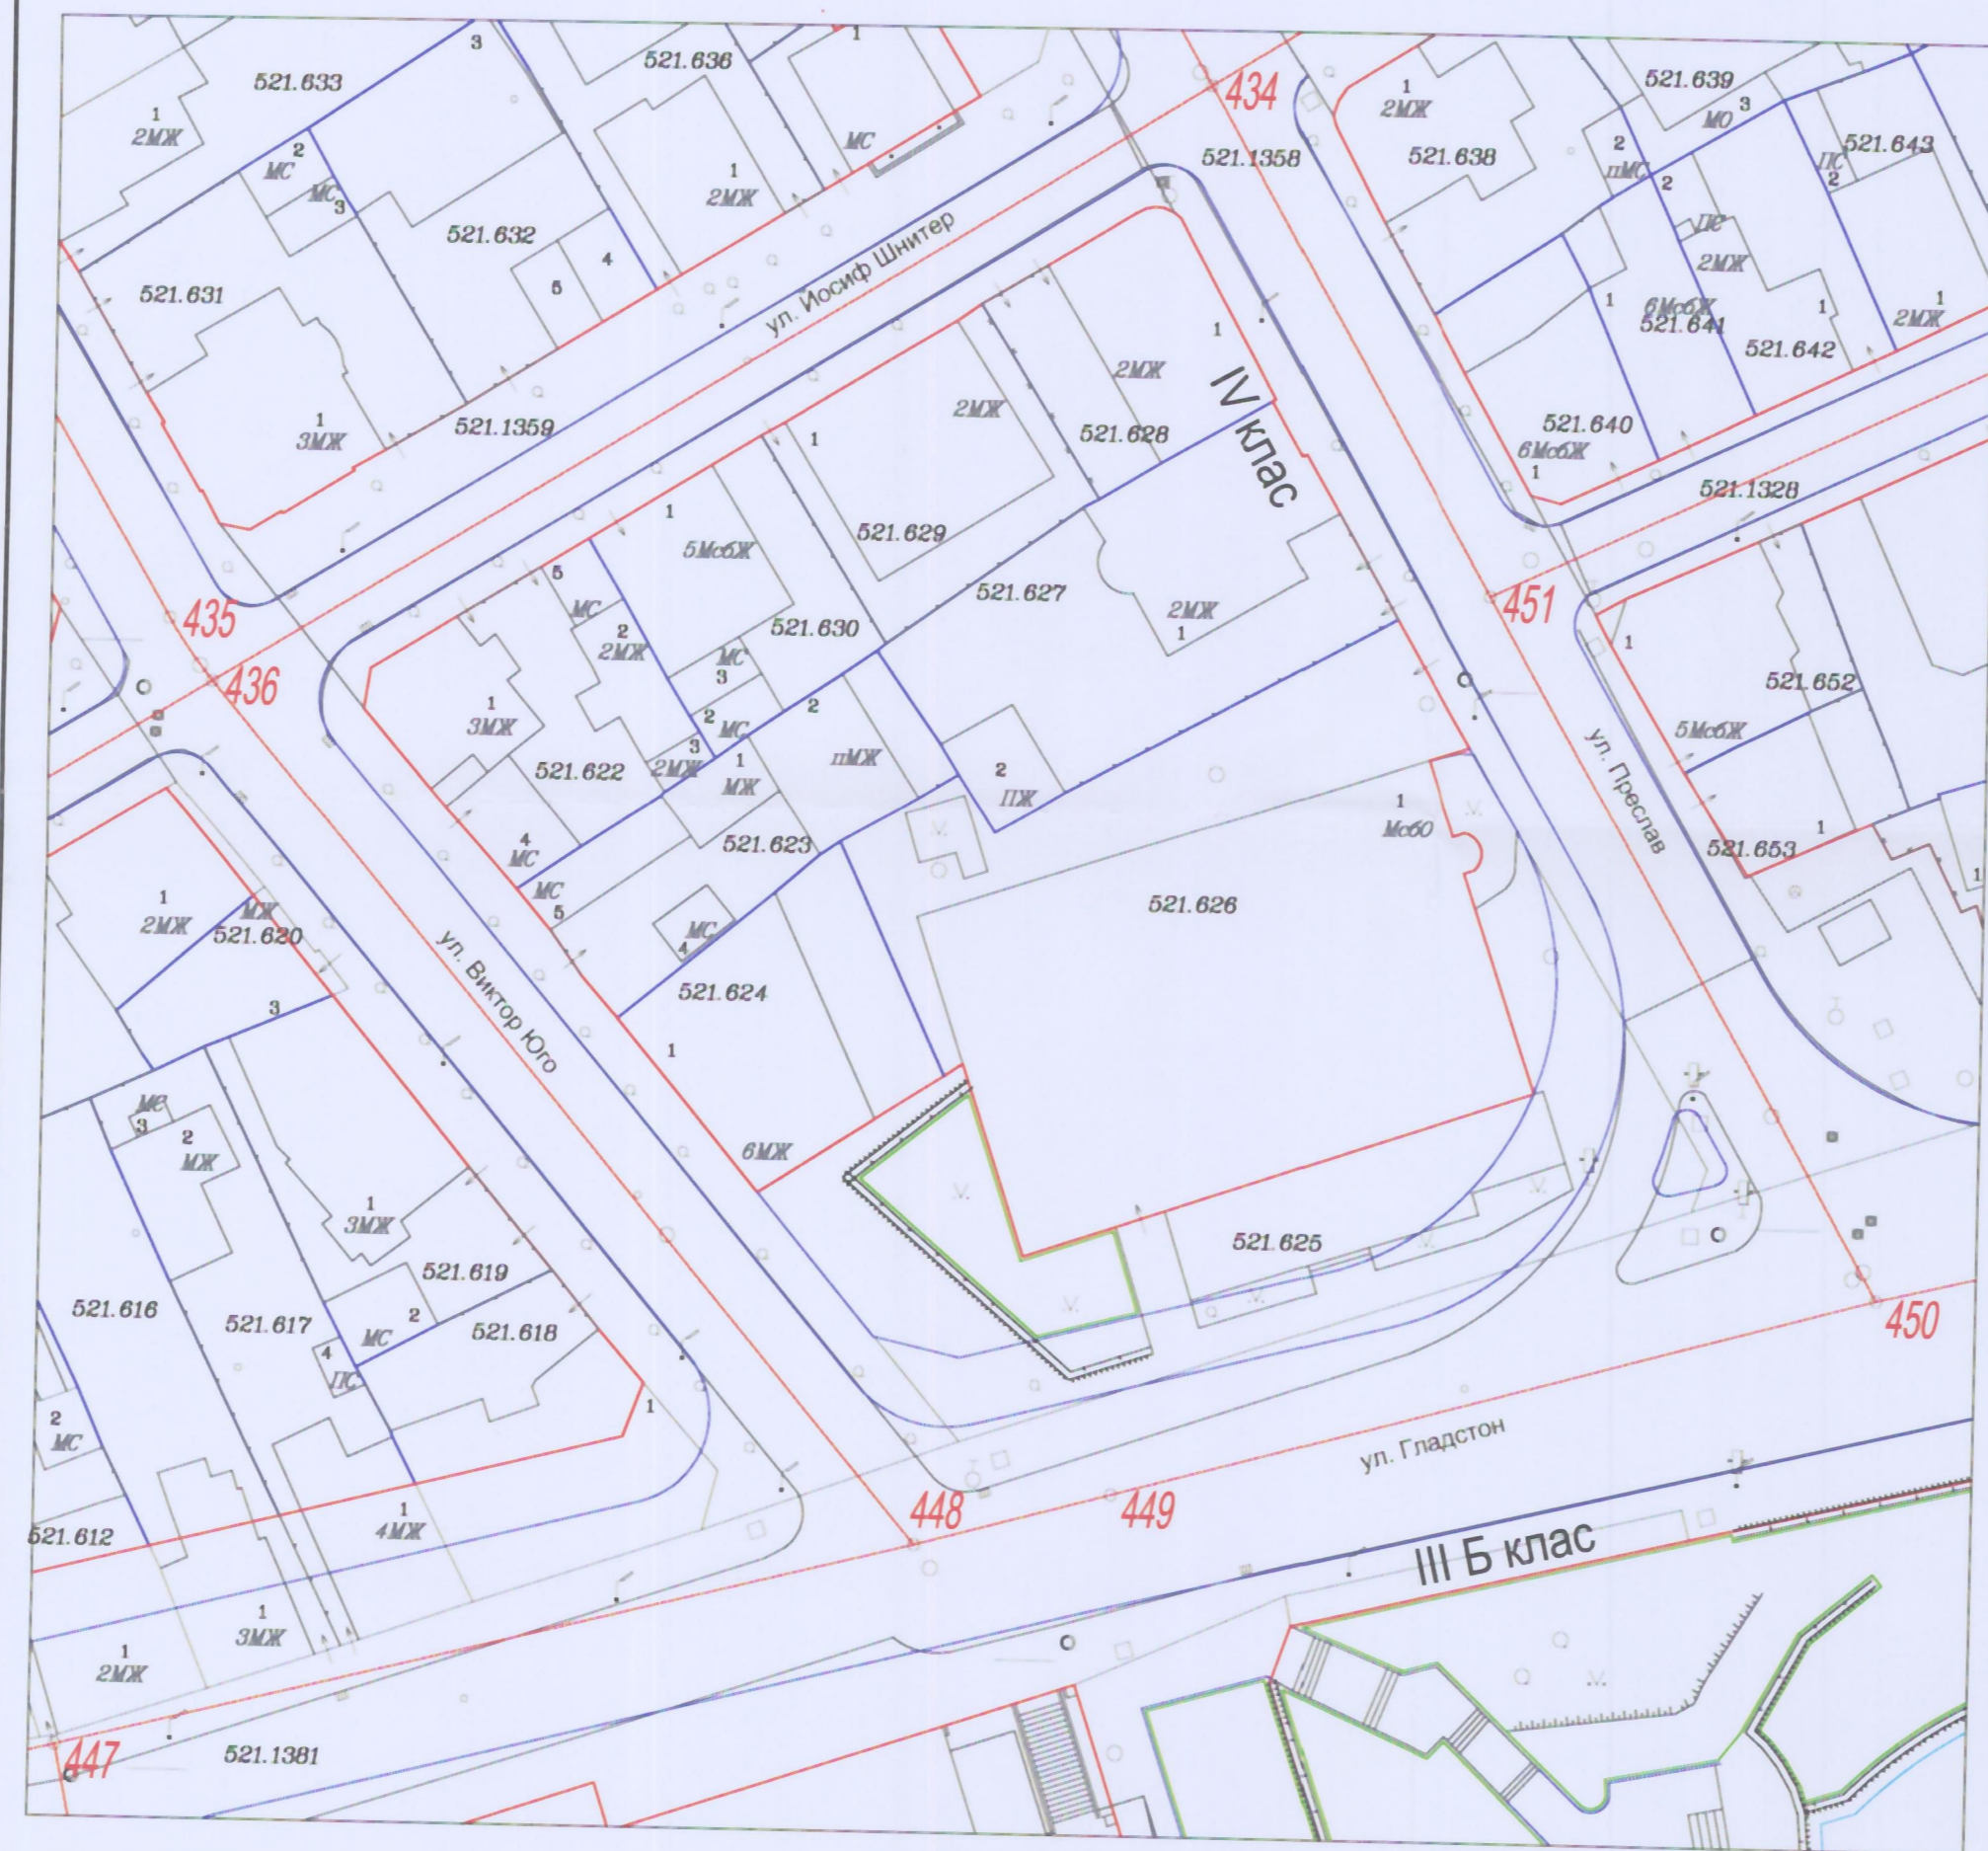 3
521.633
521.636
1
434
1
2МЖ
521.639
3
МО
1
2МЖ
2
МС
МС
3
1
2МЖ
МС
521.1358
521.638
2
пМС
521.643
ПС
2
2
521.632
4
5
ул. Йосиф Шнитер
ПС
2МЖ
521.631
1
2МЖ
1
6МсбЖ
521.641
1
1
2МЖ
521.642
1
3МЖ
521.1359
2МЖ
521.628
IV клас
521.640
6МсбЖ
1
1
1
5МсбЖ
521.629
521.1328
5
МС
521.627
2МЖ
1
451
435
2
2МЖ
521.630
МС
3
1
521.652
436
1
3МЖ
2
МС
2
3
2МЖ
521.622
1
МЖ
пМЖ
2
ПЖ
5МсбЖ
ул. Преслав
1
МсбО
4
МС
521.623
1
521.653
1
1
2МЖ
МЖ
521.620
МС
5
МС
4
521.626
ул. Виктор Юго
521.624
3
1
МС
3
2
МЖ
6МЖ
1
3МЖ
521.625
521.619
521.616
521.617
2
МС
521.618
4
ПС
450
2
МС
1
ул. Гладстон
448
449
521.612
1
4МЖ
III Б клас
1
3МЖ
1
2МЖ
447
521.1381